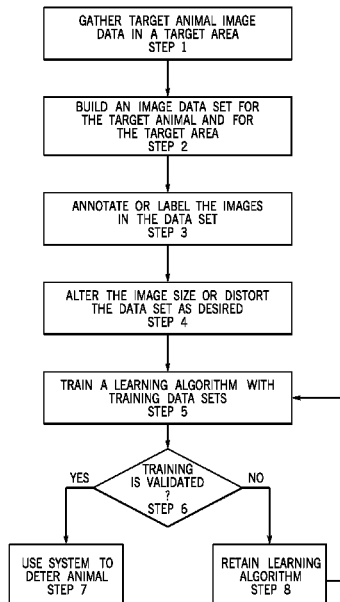 GATHER TARGET ANIMAL IMAGE
DATA IN A TARGET AREA
STEP 1
BUILD AN IMAGE DATA SET FOR
THE TARGET ANIMAL AND FOR
THE TARGET AREA
STEP 2
ANNOTATE OR LABEL THE IMAGES
IN THE DATA SET
STEP 3
ALTER THE IMAGE SIZE OR DISTORT
THE DATA SET AS DESIRED
STEP 4
TRAIN A LEARNING ALGORITHM WITH
TRAINING DATA SETS
STEP 5
TRAINING
IS VALIDATED
?
STEP 6
YES
NO
USE SYSTEM TO
DETER ANIMAL
STEP 7
RETAIN LEARNING
ALGORITHM
STEP 8